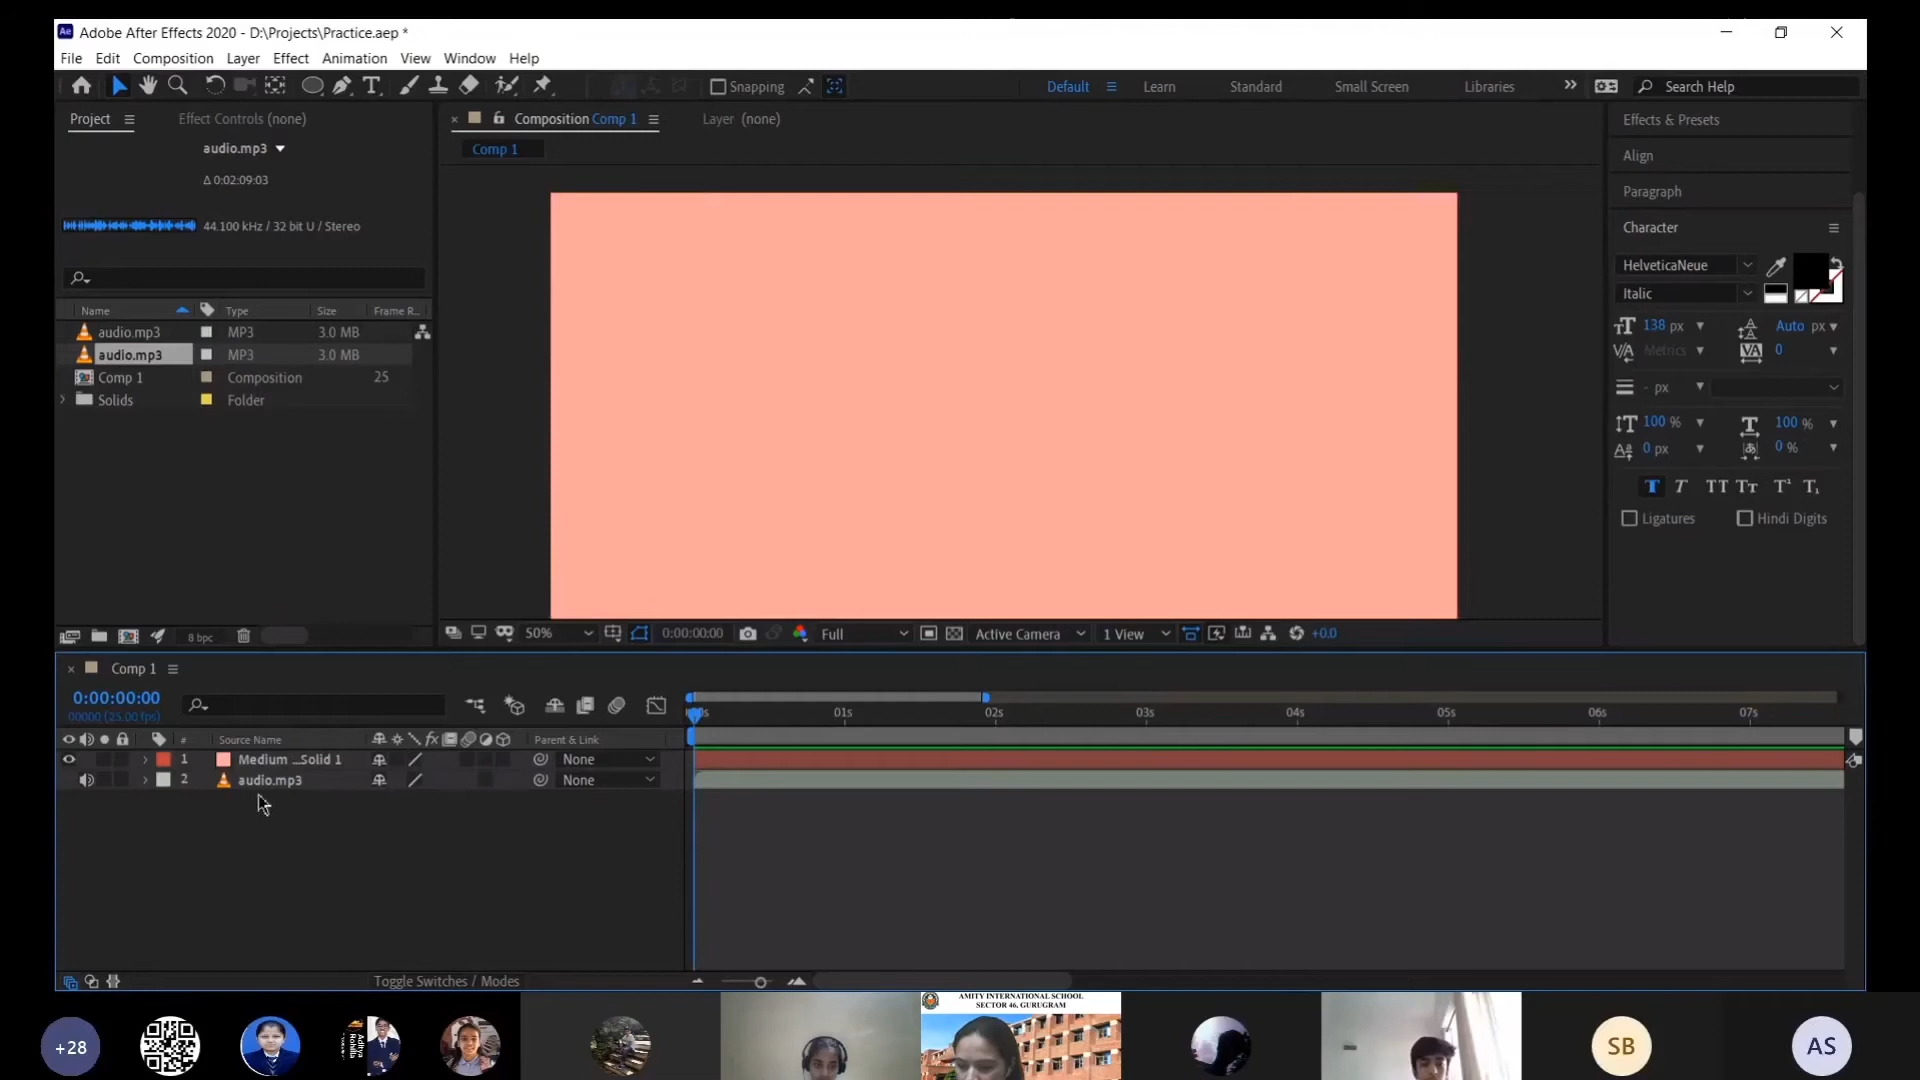 Adobe After Effects 2020 - D:\Projects\Practice.aep *
File Edit Composition Layer Effect Animation View Window Help
Snapping
Default Learn Standard Small Screen Libraries Search Help
Project Effect Controls (none)
Composition Comp 1 Layer (none)
audio.mp3
Comp 1
Δ 0:02:09:03
44.100 kHz / 32 bit U / Stereo
Name Type Size Frame R...
audio.mp3 MP3 3.0 MB
audio.mp3 MP3 3.0 MB
Comp 1 Composition 25
Solids Folder
Effects & Presets
Align
Paragraph
Character
HelveticaNeue
Italic
138 px Auto px
Metrics 0
- px
100 % 100 %
0 px 0 %
T T TT Tт T¹ T₁
Ligatures Hindi Digits
8 bpc
50% 0:00:00:00 Full Active Camera 1 View +0.0
Comp 1
0:00:00:00
00000 (25.00 fps)
01s 02s 03s 04s 05s 06s 07s
# Source Name Parent & Link
1 Medium ...Solid 1 None
2 audio.mp3 None
Toggle Switches / Modes
AMITY INTERNATIONAL SCHOOL
SECTOR 46, GURUGRAM
+28
SB
AS